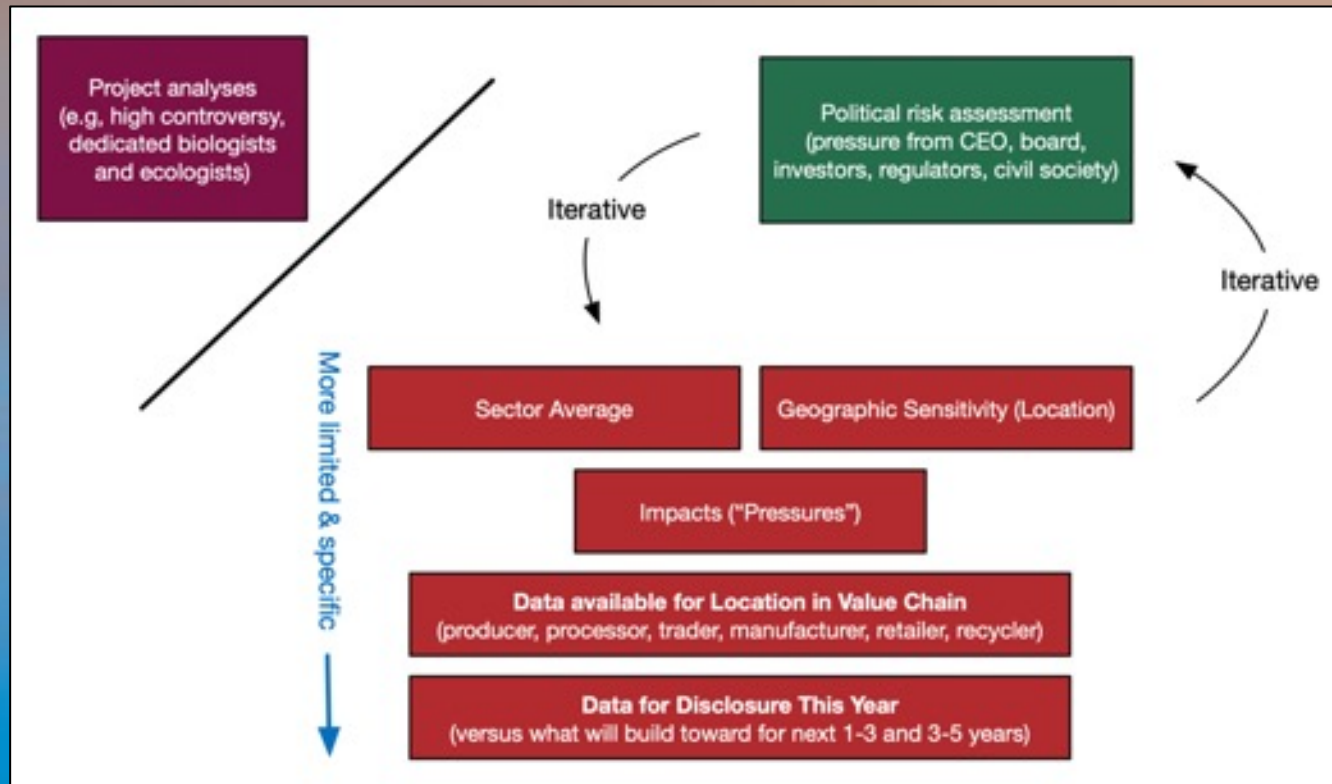 Project analyses
(e.g, high controversy,
dedicated biologists
and ecologists)
Political risk assessment
(pressure from CEO, board,
investors, regulators, civil society)
Iterative
Iterative
More limited & specific
Sector Average
Geographic Sensitivity (Location)
Impacts (“Pressures”)
Data available for Location in Value Chain
(producer, processor, trader, manufacturer, retailer, recycler)
Data for Disclosure This Year
(versus what will build toward for next 1-3 and 3-5 years)